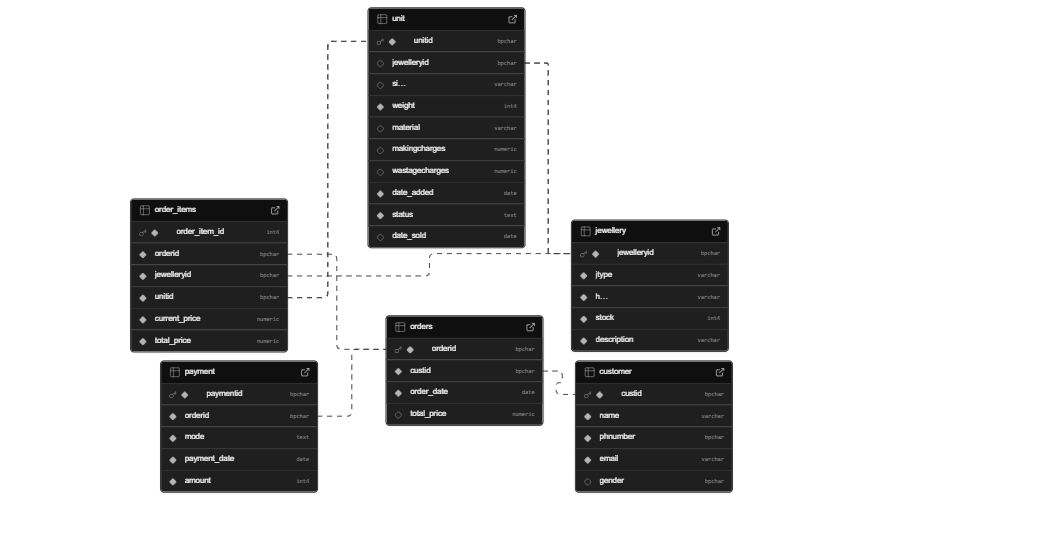 unit
unitid bpchar
jewelleryid bpchar
si... varchar
weight int4
material varchar
makingcharges numeric
wastagecharges numeric
date_added date
status text
date_sold date
order_items
order_item_id int4
orderid bpchar
jewelleryid bpchar
unitid bpchar
current_price numeric
total_price numeric
jewellery
jewelleryid bpchar
jtype varchar
h... varchar
stock int4
description varchar
orders
orderid bpchar
custid bpchar
order_date date
total_price numeric
payment
paymentid bpchar
orderid bpchar
mode text
payment_date date
amount int4
customer
custid bpchar
name varchar
phnumber bpchar
email varchar
gender bpchar